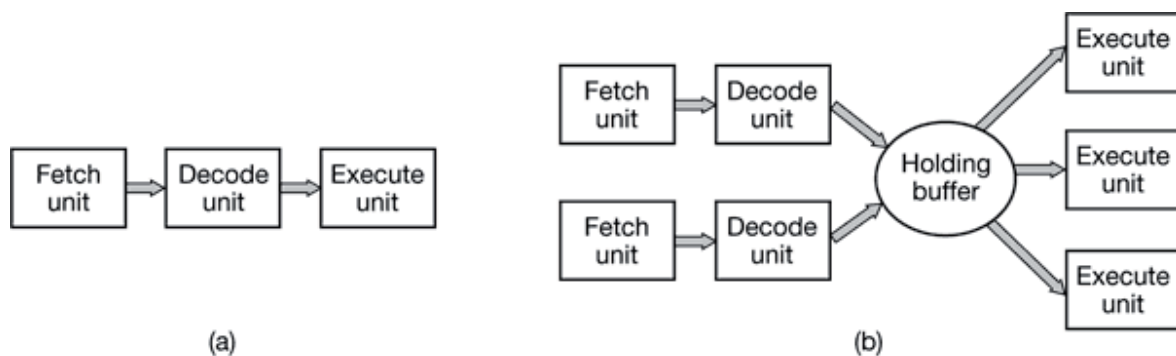 Fetch
unit
Decode
unit
Execute
unit
(a)
Fetch
unit
Decode
unit
Fetch
unit
Decode
unit
Holding
buffer
Execute
unit
Execute
unit
Execute
unit
(b)